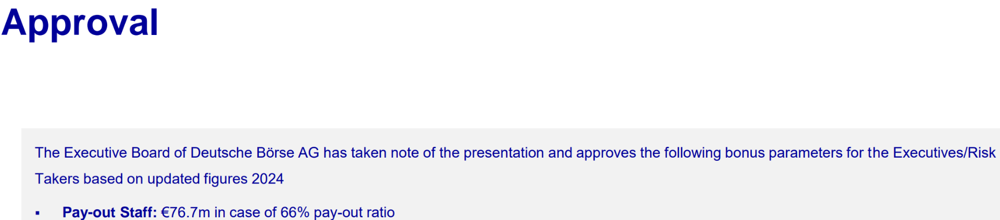 Approval
The Executive Board of Deutsche Börse AG has taken note of the presentation and approves the following bonus parameters for the Executives/Risk
Takers based on updated figures 2024
▪ Pay-out Staff: €76.7m in case of 66% pay-out ratio